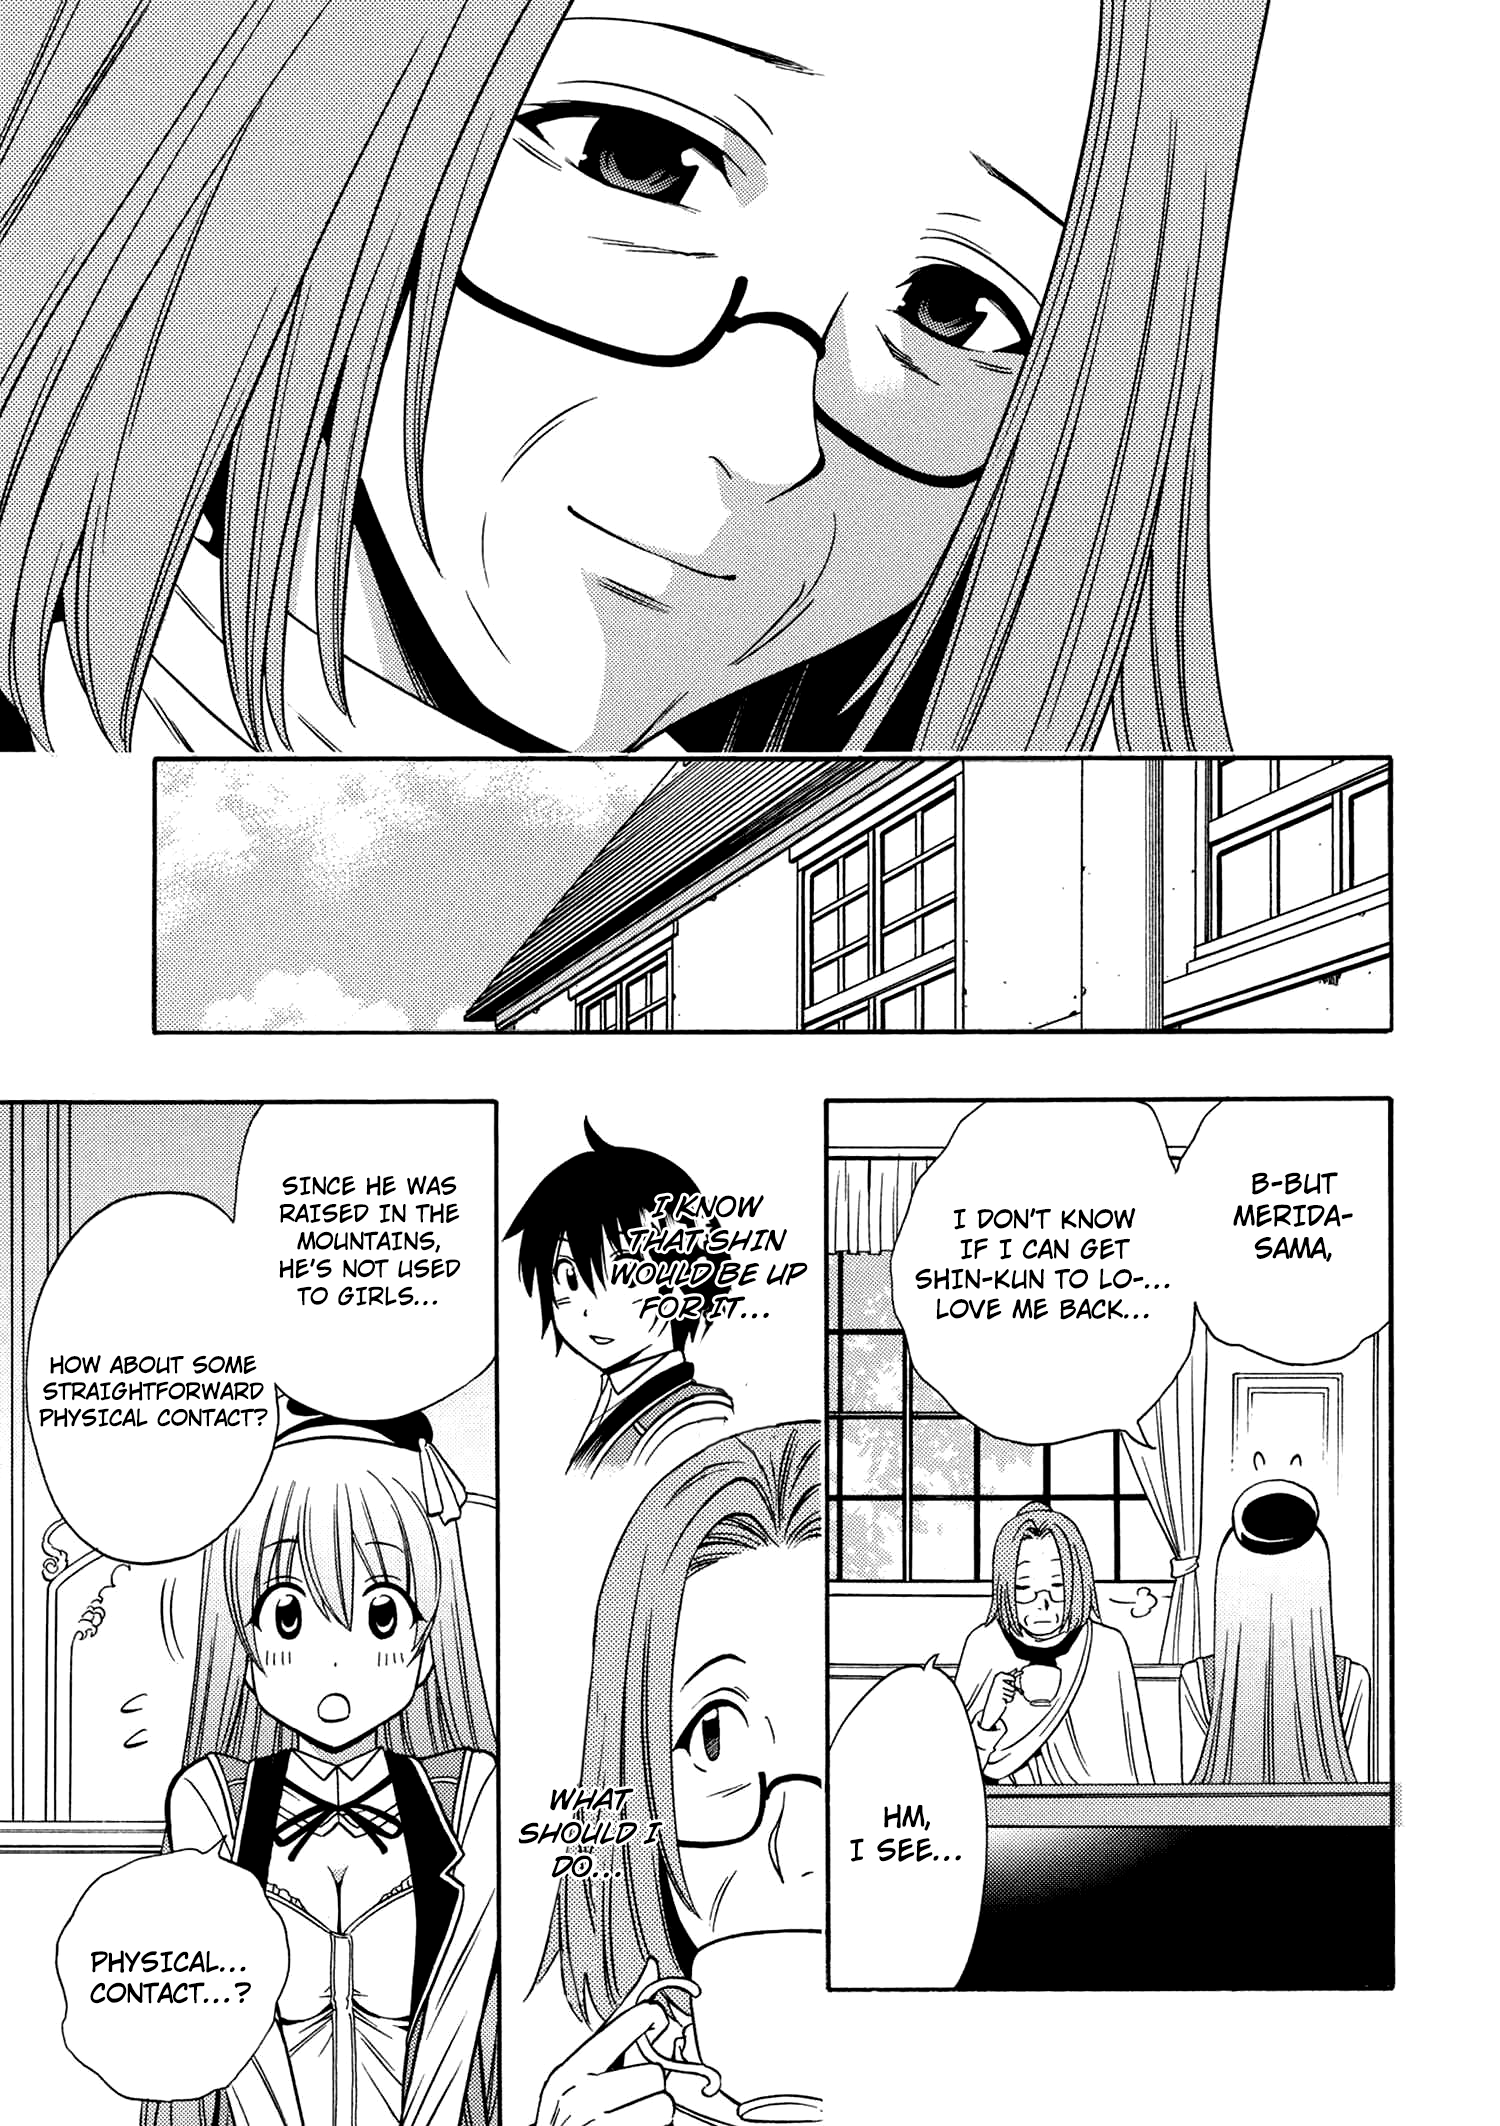 B-BUT
MERIDA-
SAMA,
I DON'T KNOW
IF I CAN GET
SHIN-KUN TO LO-...
LOVE ME BACK...
HM,
I SEE...
I KNOW
THAT SHIN
WOULD BE UP
FOR IT...
WHAT
SHOULD I
DO...
SINCE HE WAS
RAISED IN THE
MOUNTAINS,
HE'S NOT USED
TO GIRLS...
HOW ABOUT SOME
STRAIGHTFORWARD
PHYSICAL CONTACT?
PHYSICAL...
CONTACT...?